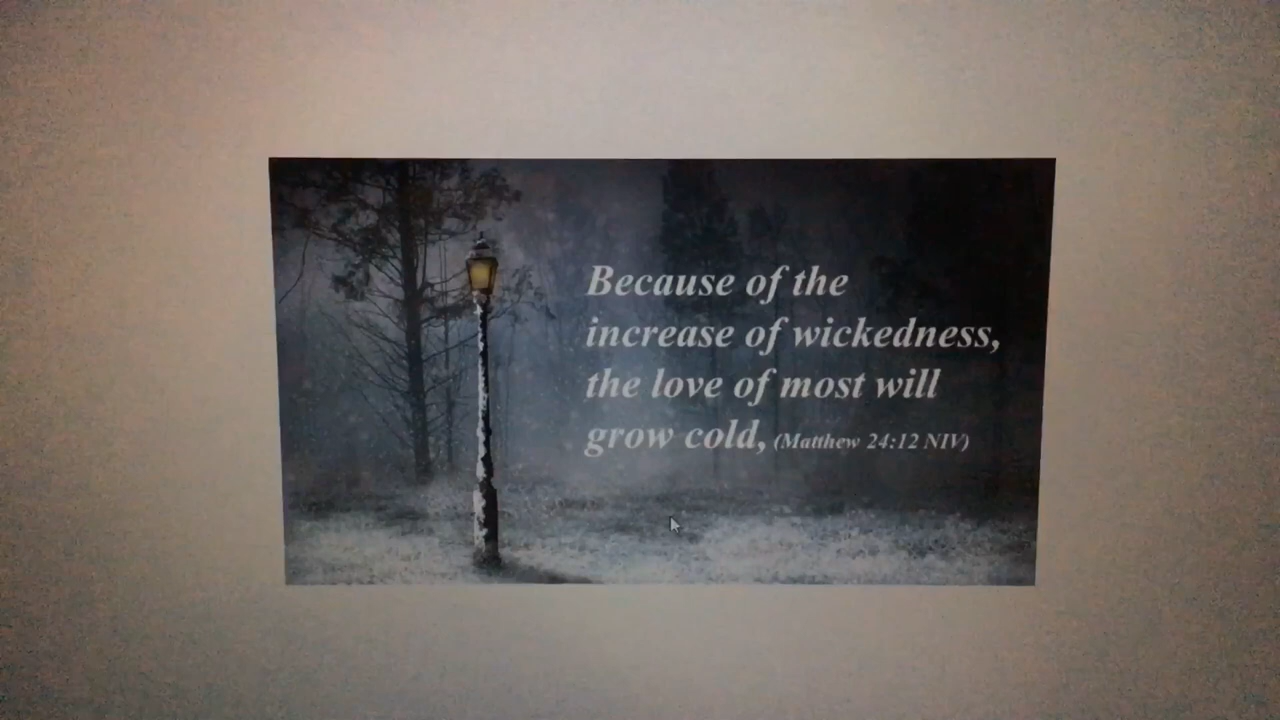 Because of the
increase of wickedness,
the love of most will
grow cold, (Matthew 24:12 NIV)